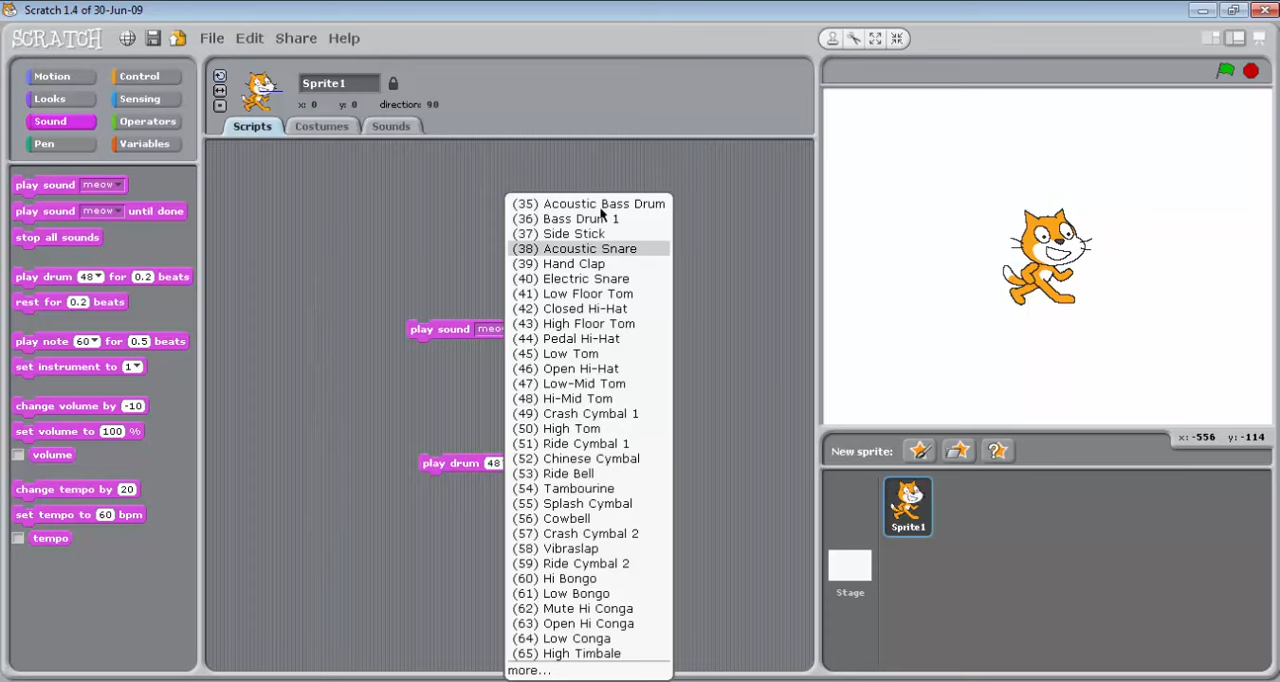 Scratch 1.4 of 30-Jun-09
SCRATCH File Edit Share Help
Motion Control
Looks Sensing
Sound Operators
Pen Variables
play sound meow
play sound meow until done
stop all sounds
play drum 48 for 0.2 beats
rest for 0.2 beats
play note 60 for 0.5 beats
set instrument to 1
change volume by -10
set volume to 100 %
volume
change tempo by 20
set tempo to 60 bpm
tempo
Sprite1
x: 0 y: 0 direction: 90
Scripts Costumes Sounds
play sound meow
play drum 48
(35) Acoustic Bass Drum
(36) Bass Drum 1
(37) Side Stick
(38) Acoustic Snare
(39) Hand Clap
(40) Electric Snare
(41) Low Floor Tom
(42) Closed Hi-Hat
(43) High Floor Tom
(44) Pedal Hi-Hat
(45) Low Tom
(46) Open Hi-Hat
(47) Low-Mid Tom
(48) Hi-Mid Tom
(49) Crash Cymbal 1
(50) High Tom
(51) Ride Cymbal 1
(52) Chinese Cymbal
(53) Ride Bell
(54) Tambourine
(55) Splash Cymbal
(56) Cowbell
(57) Crash Cymbal 2
(58) Vibraslap
(59) Ride Cymbal 2
(60) Hi Bongo
(61) Low Bongo
(62) Mute Hi Conga
(63) Open Hi Conga
(64) Low Conga
(65) High Timbale
more...
x: -556 y: -114
New sprite:
Sprite1
Stage